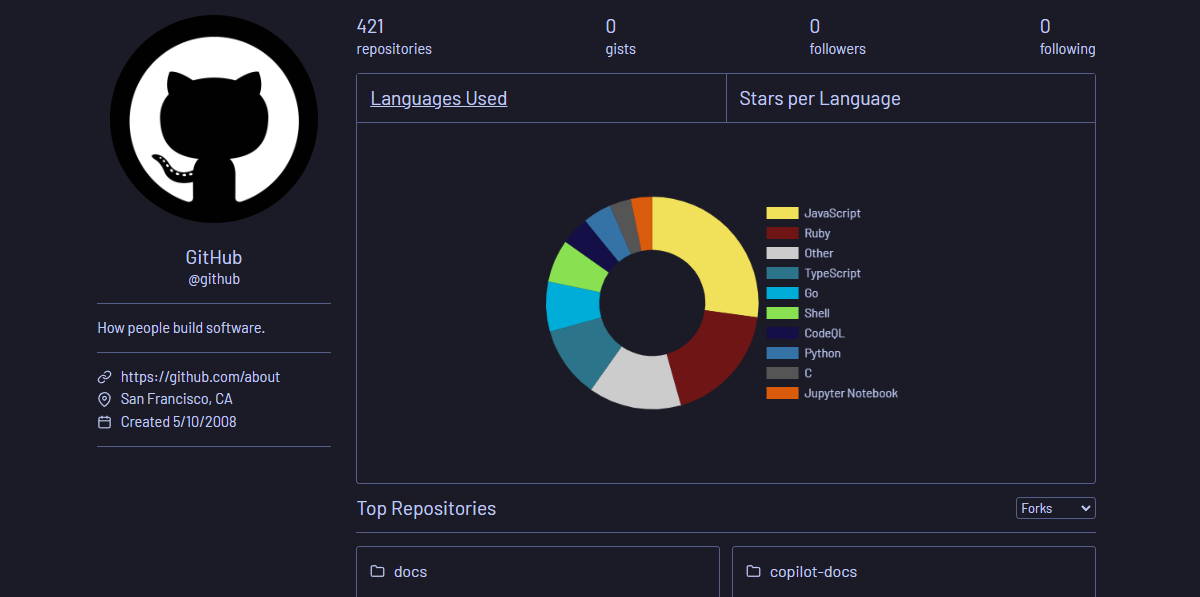 421
repositories
0
gists
0
followers
0
following
Languages Used
Stars per Language
JavaScript
Ruby
Other
TypeScript
Go
Shell
CodeQL
Python
C
Jupyter Notebook
GitHub
@github
How people build software.
https://github.com/about
San Francisco, CA
Created 5/10/2008
Top Repositories
Forks
docs
copilot-docs